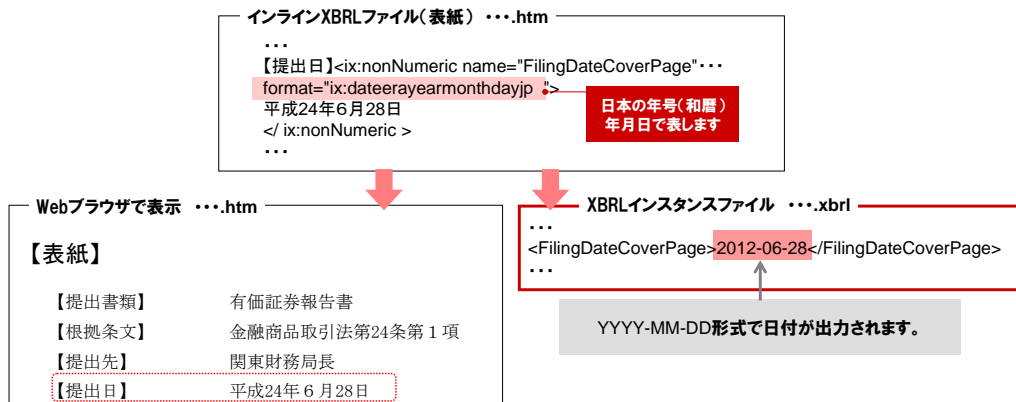 インラインXBRLファイル(表紙) ・・・.htm
・・・
【提出日】<ix:nonNumeric name="FilingDateCoverPage"・・・
format="ix:dateerayearmonthdayjp ">
平成24年6月28日
</ ix:nonNumeric >
・・・
日本の年号(和暦)
年月日で表します
Webブラウザで表示 ・・・.htm
【表紙】
【提出書類】 有価証券報告書
【根拠条文】 金融商品取引法第24条第１項
【提出先】 関東財務局長
【提出日】 平成24年６月28日
XBRLインスタンスファイル ・・・.xbrl
・・・
<FilingDateCoverPage>2012-06-28</FilingDateCoverPage>
・・・
YYYY-MM-DD形式で日付が出力されます。